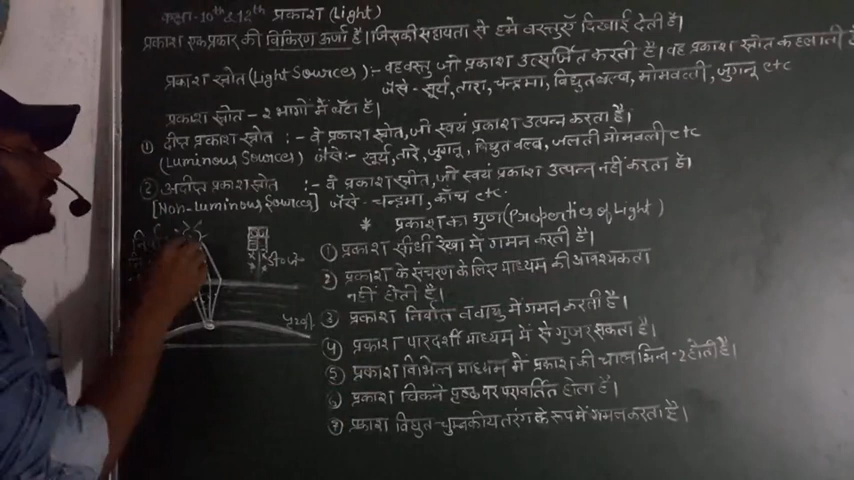 कक्षा-10th & 12th प्रकाश (Light)
प्रकाश एक प्रकार की विकिरण ऊर्जा है। जिसकी सहायता से हमे वस्तुएँ दिखाई देती है।
प्रकाश स्रोत (Light Sources) :- वह वस्तु जो प्रकाश उत्सर्जित करती है। वह प्रकाश स्रोत कहलाती है
जैसे- सूर्य, तारा, चन्द्रमा, विद्युत बल्ब, मोमबत्ती, जुगनू etc
प्रकाश स्रोत - 2 भागों में बँटा है।
① दीप्त प्रकाश स्रोत :- वे प्रकाश स्रोत, जो स्वयं प्रकाश उत्पन्न करता है।
(Luminous Sources) जैसे:- सूर्य, तारे, जुगनू, विद्युत बल्ब, जलती मोमबत्ती etc
② अदीप्त प्रकाश स्रोत :- वे प्रकाश स्रोत, जो स्वयं प्रकाश उत्पन्न नहीं करता है।
[Non-Luminous Sources] जैसे- चन्द्रमा, काँच etc.
* प्रकाश का गुण (Properties of Light)
① प्रकाश सीधी रेखा में गमन करती है।
② प्रकाश के संचरण के लिए माध्यम की आवश्यकता
नहीं होती है।
③ प्रकाश निर्वात व वायु में गमन करती है।
④ प्रकाश पारदर्शी माध्यम में से गुजर सकता है।
⑤ प्रकाश विभिन्न माध्यम में प्रकाश की चाल भिन्न-2 होती है।
⑥ प्रकाश चिकने पृष्ठ पर परावर्तित होता है।
⑦ प्रकाश विद्युत-चुम्बकीय तरंग के रूप में गमन करता है।
पृथ्वी